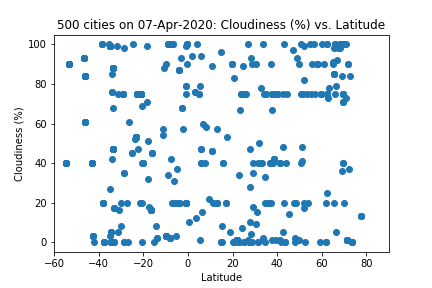 500 cities on 07-Apr-2020: Cloudiness (%) vs. Latitude
100
80
60
40
20
0
Cloudiness (%)
−60 −40 −20 0 20 40 60 80
Latitude